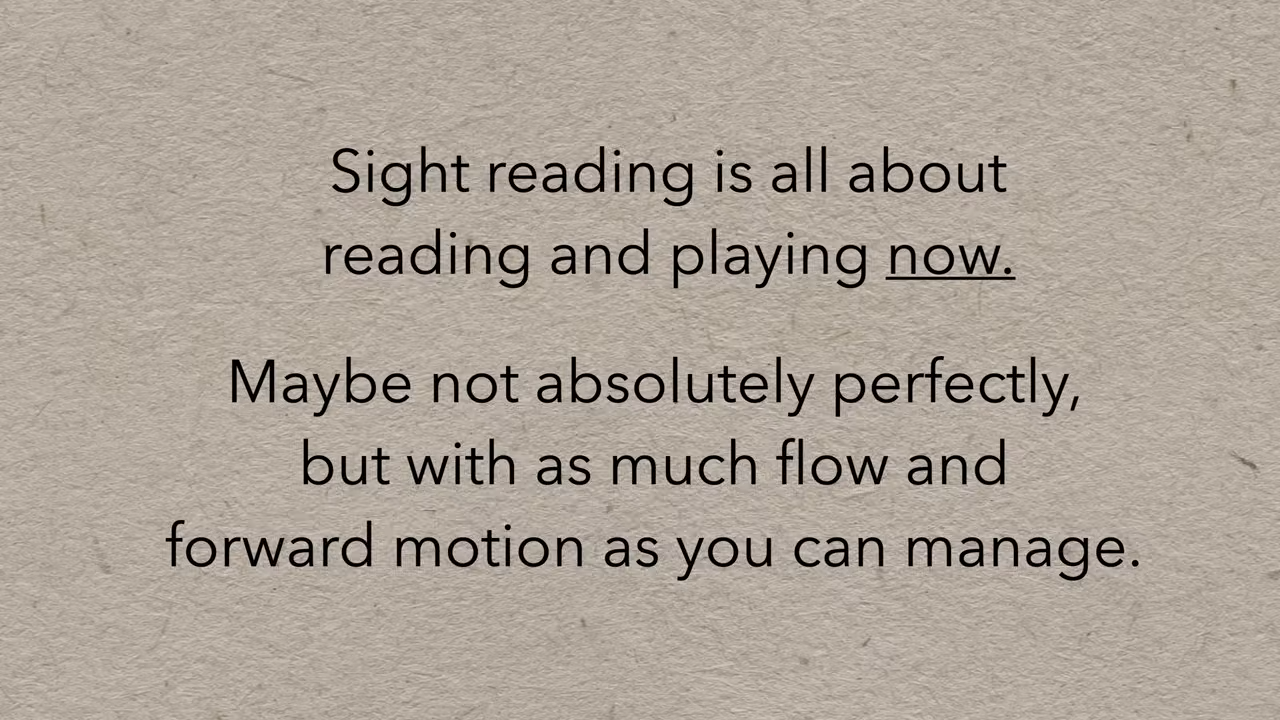 Sight reading is all about
reading and playing now.
Maybe not absolutely perfectly,
but with as much flow and
forward motion as you can manage.